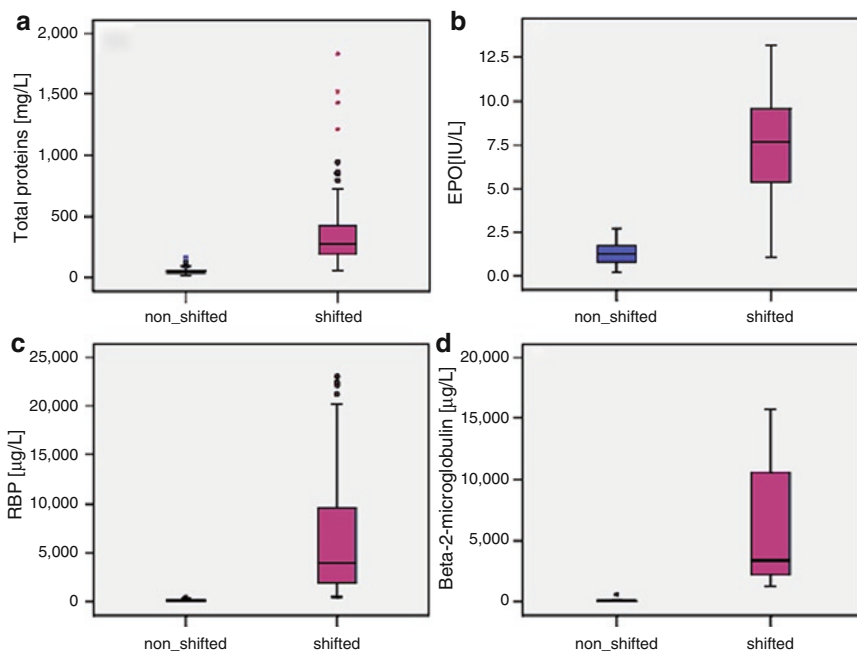 a
Total proteins [mg/L]
2,000
1,500
1,000
500
0
non_shifted shifted
b
EPO[IU/L]
12.5
10.0
7.5
5.0
2.5
0.0
non_shifted shifted
c
RBP [µg/L]
25,000
20,000
15,000
10,000
5,000
0
non_shifted shifted
d
Beta-2-microglobulin [µg/L]
20,000
15,000
10,000
5,000
0
non_shifted shifted